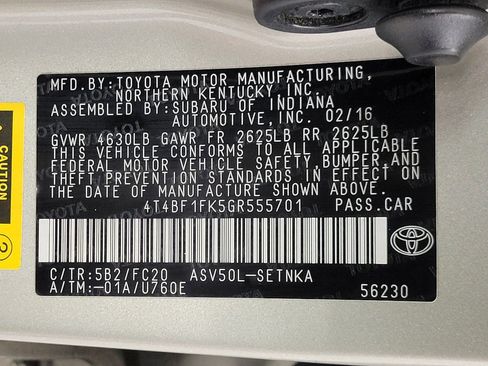 MFD.BY:TOYOTA MOTOR MANUFACTURING,
NORTHERN KENTUCKY, INC.
ASSEMBLED BY:SUBARU OF INDIANA
AUTOMOTIVE, INC. 02/16
GVWR 4630LB GAWR FR 2625LB RR 2625LB
THIS VEHICLE CONFORMS TO ALL APPLICABLE
FEDERAL MOTOR VEHICLE SAFETY, BUMPER, AND
THEFT PREVENTION STANDARDS IN EFFECT ON
THE DATE OF MANUFACTURE SHOWN ABOVE.
4T4BF1FK5GR555701 PASS.CAR
C/TR:5B2/FC20 ASV50L-SETNKA
A/TM:-01A/U760E
TOYOTA
56230
2